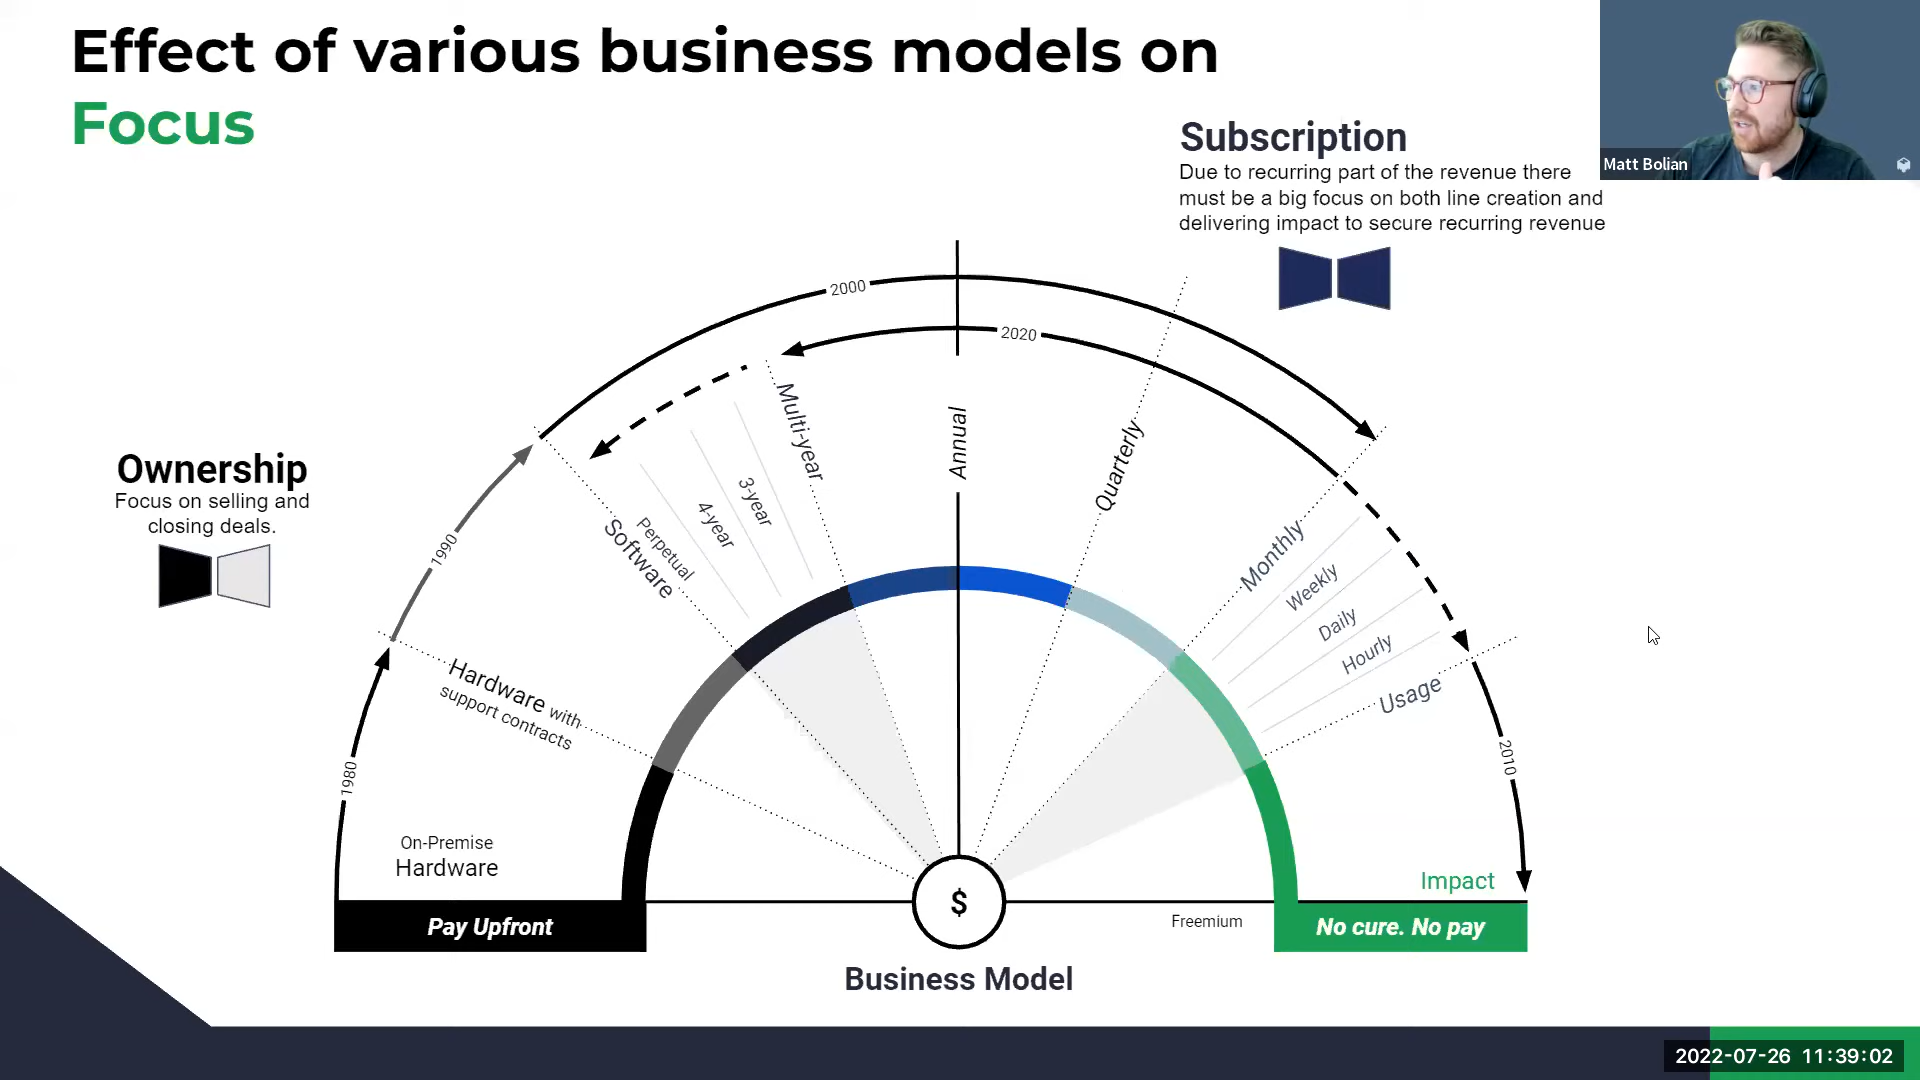 Effect of various business models on
Focus
Subscription
Due to recurring part of the revenue there
must be a big focus on both line creation and
delivering impact to secure recurring revenue
Matt Bolian
2000
2020
Ownership
Focus on selling and
closing deals.
1990
Multi-year
Annual
Quarterly
3-year
4-year
Perpetual
Software
Monthly
Weekly
Daily
Hourly
Usage
Hardware with
support contracts
1980
2010
On-Premise
Hardware
Impact
Pay Upfront
$
Freemium
No cure. No pay
Business Model
2022-07-26 11:39:02